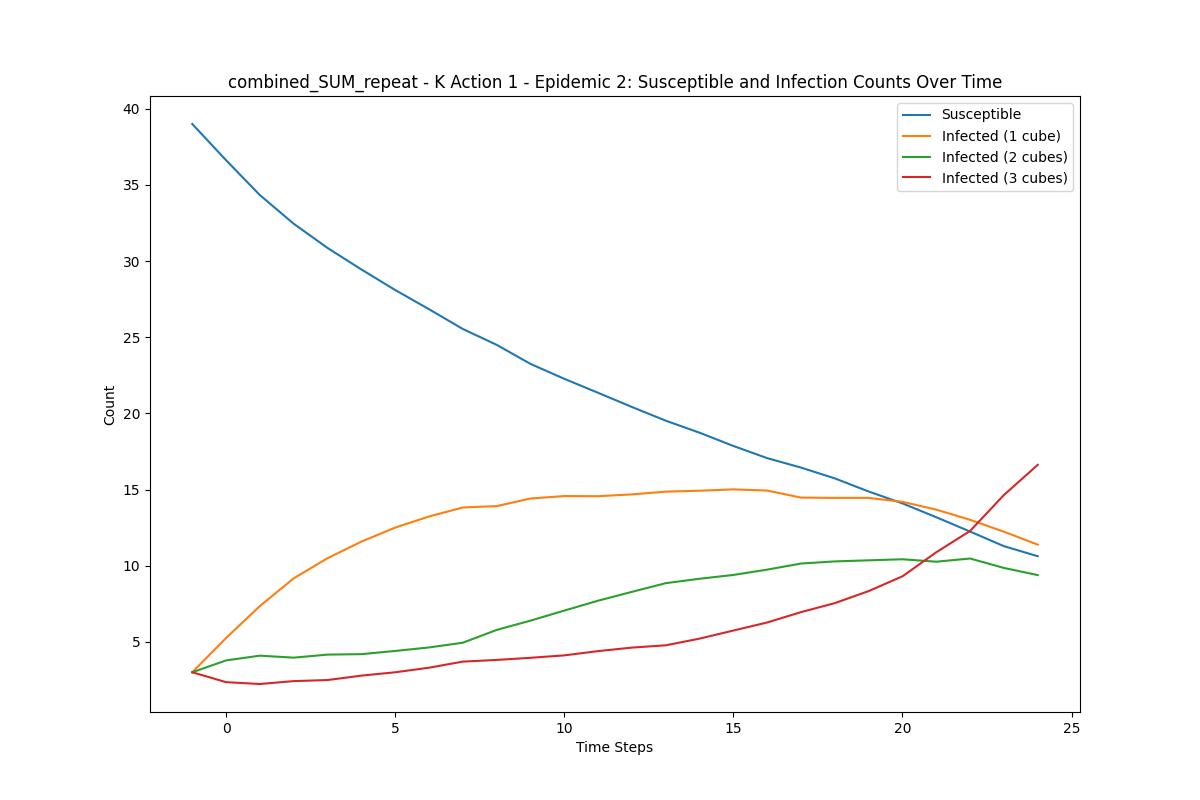 combined_SUM_repeat - K Action 1 - Epidemic 2: Susceptible and Infection Counts Over Time
Susceptible
Infected (1 cube)
Infected (2 cubes)
Infected (3 cubes)
40
35
30
25
20
15
10
5
Count
0 5 10 15 20 25
Time Steps